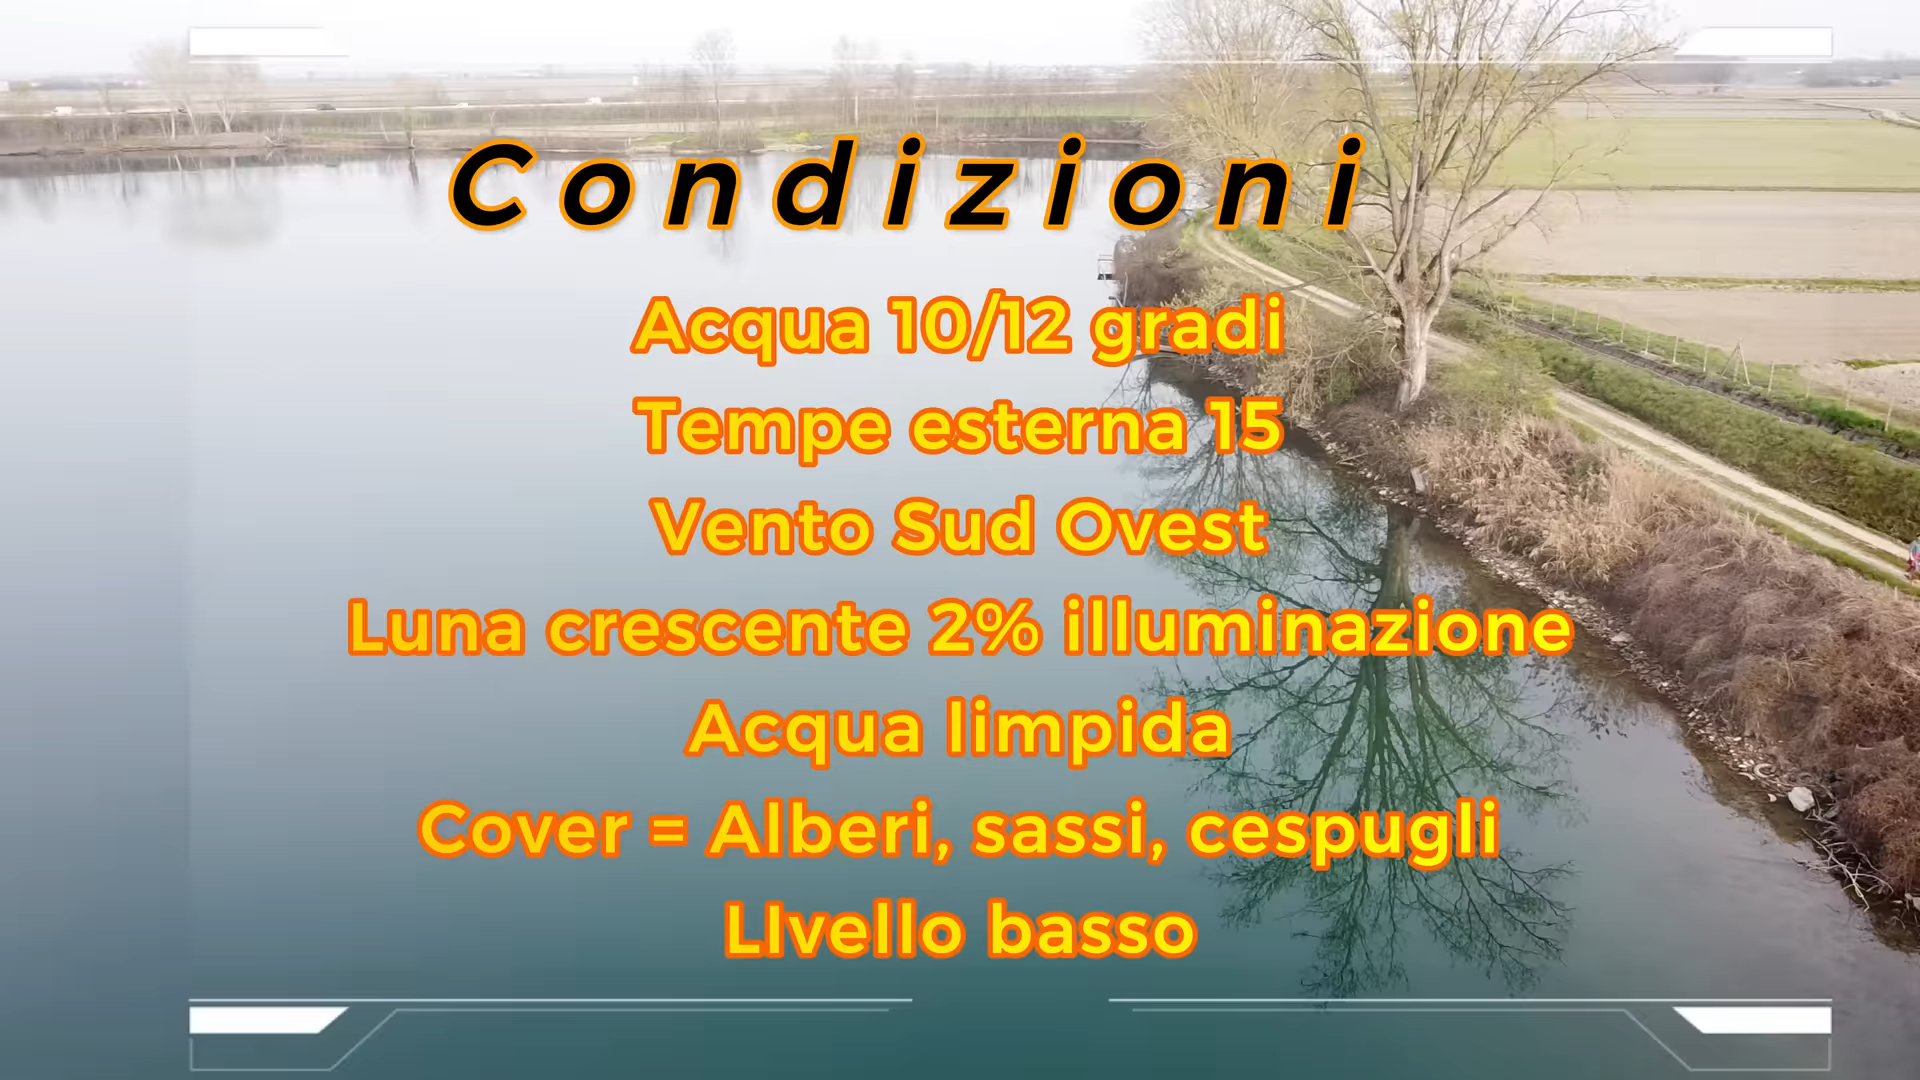 Condizioni
Acqua 10/12 gradi
Tempe esterna 15
Vento Sud Ovest
Luna crescente 2% illuminazione
Acqua limpida
Cover = Alberi, sassi, cespugli
LIvello basso